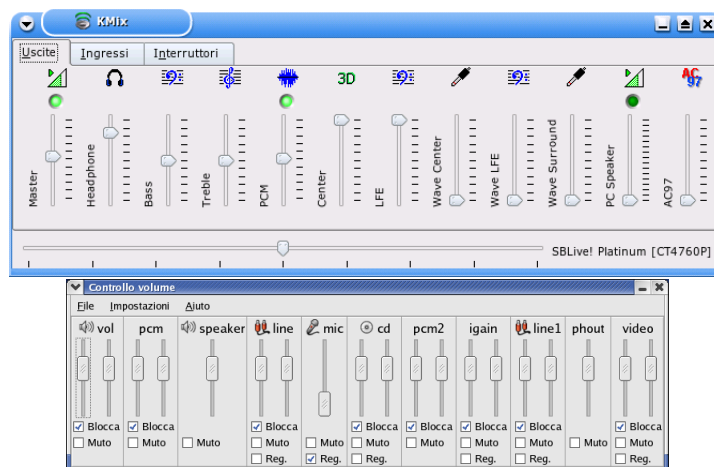 KMix
Uscite Ingressi Interruttori
3D AC97
Master Headphone Bass Treble PCM Center LFE Wave Center Wave LFE Wave Surround PC Speaker AC97
SBLive! Platinum [CT4760P]
Controllo volume
File Impostazioni Aiuto
vol pcm speaker line mic cd pcm2 igain line1 phout video
Blocca Blocca Blocca Blocca Blocca Blocca Blocca Blocca
Muto Muto Muto Muto Muto Muto Muto Muto Muto Muto Muto
Reg. Reg. Reg. Reg. Reg. Reg.